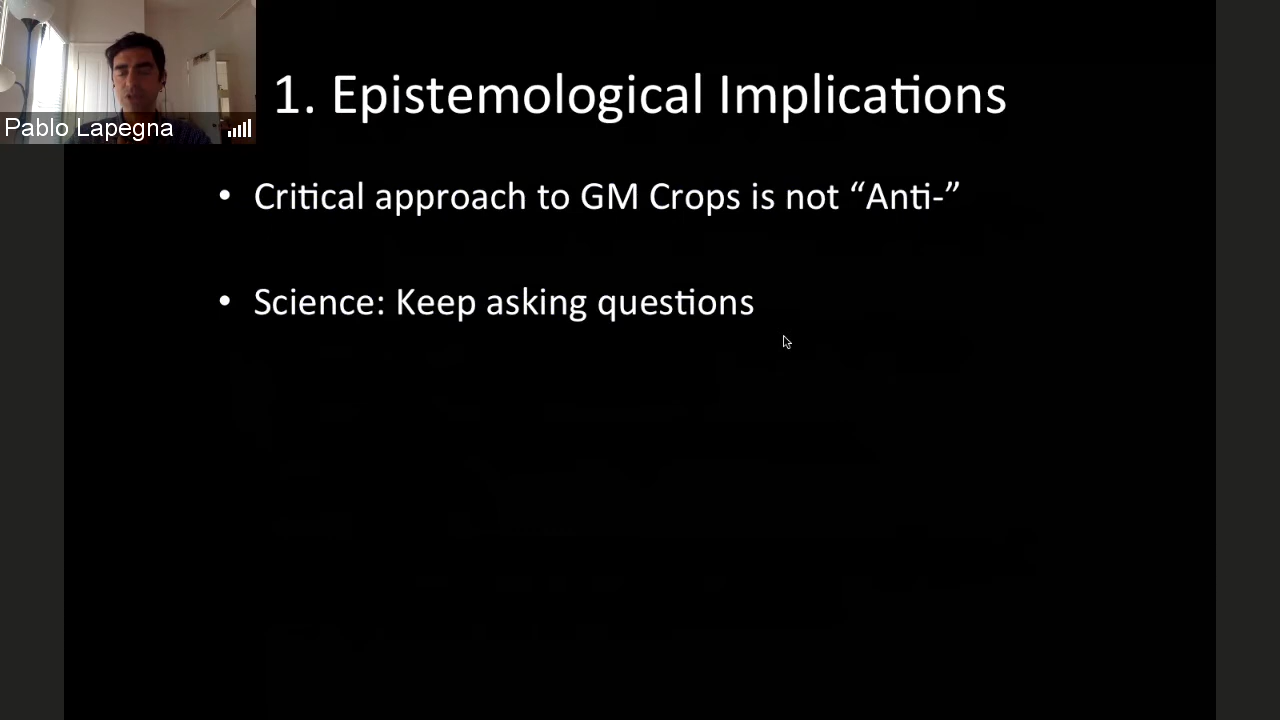 Pablo Lapegna
1. Epistemological Implications
• Critical approach to GM Crops is not “Anti-”
• Science: Keep asking questions